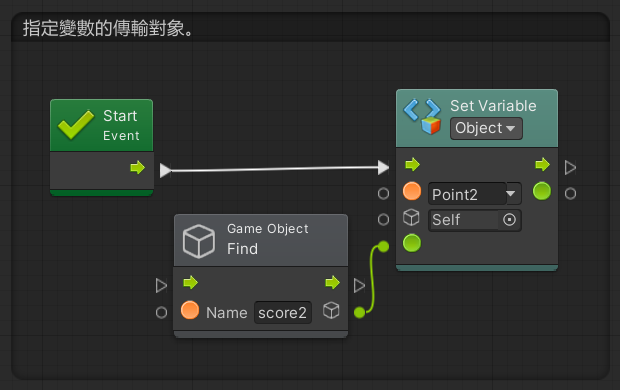 指定變數的傳輸對象。
Start
Event
Set Variable
Object
Point2
Self
Game Object
Find
Name score2